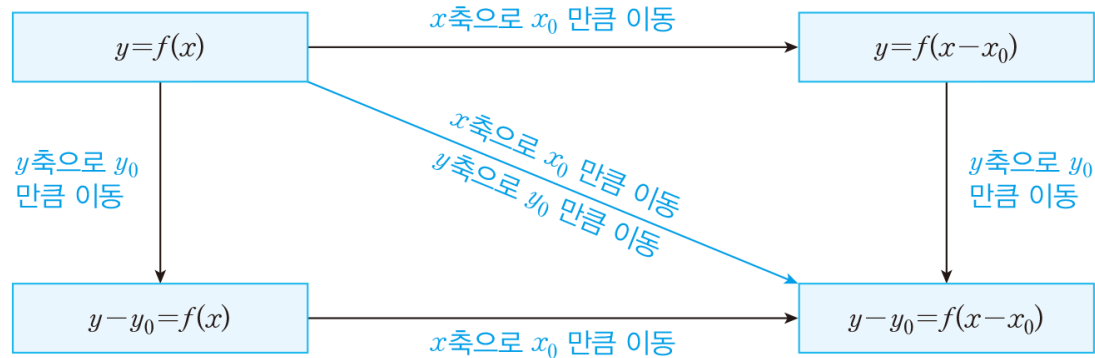 x축으로 x₀ 만큼 이동
y=f(x)
y=f(x−x₀)
y축으로 y₀
만큼 이동
x축으로 x₀ 만큼 이동
y축으로 y₀ 만큼 이동
y축으로 y₀
만큼 이동
y−y₀=f(x)
y−y₀=f(x−x₀)
x축으로 x₀ 만큼 이동